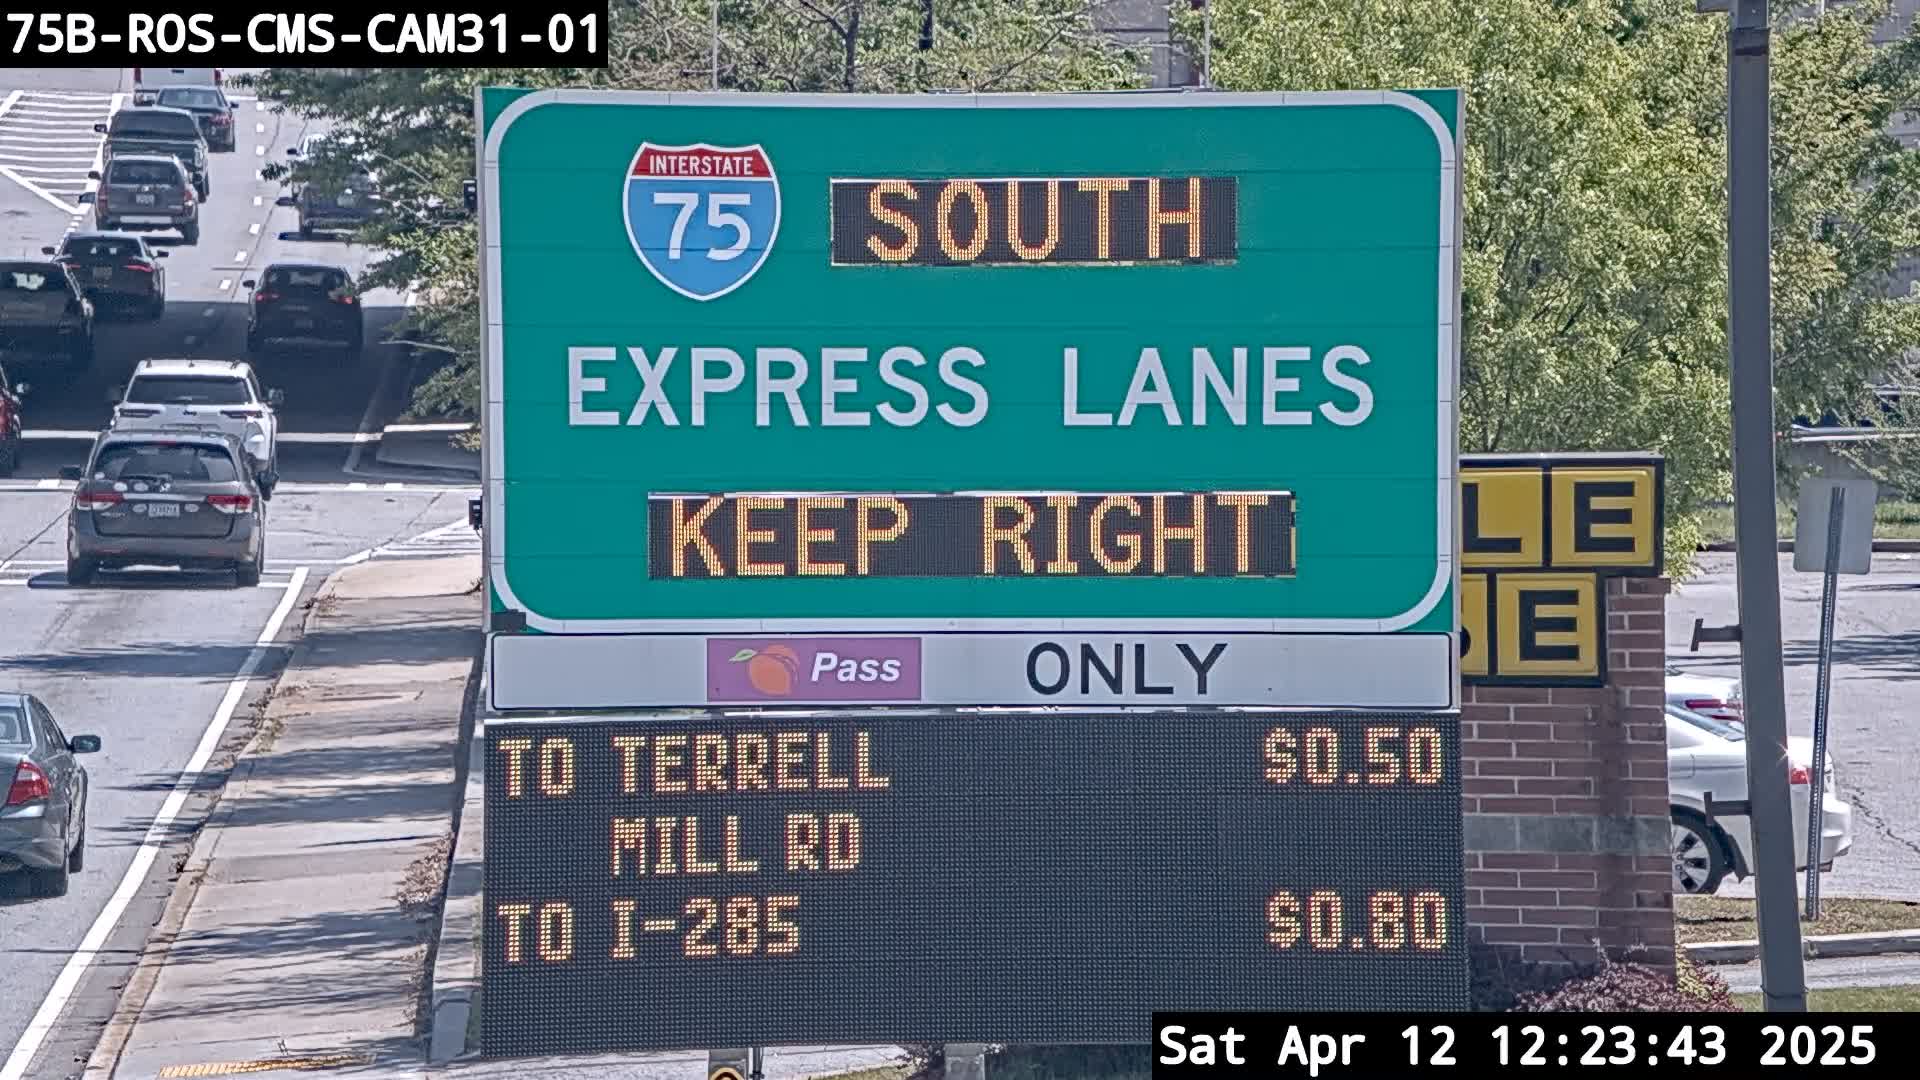 75B-ROS-CMS-CAM31-01
INTERSTATE
75
SOUTH
EXPRESS LANES
KEEP RIGHT
Pass ONLY
TO TERRELL $0.50
MILL RD
TO I-285 $0.80
LE
E
Sat Apr 12 12:23:43 2025